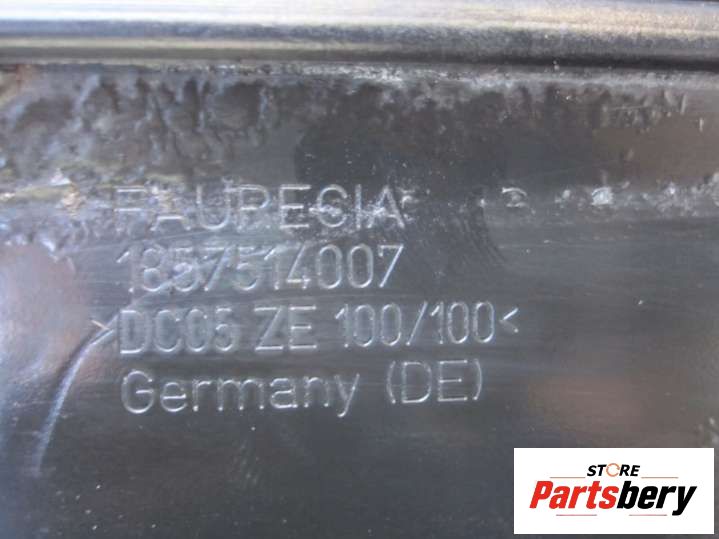 FAURECIA
1857514007
>DC05 ZE 100/100<
Germany (DE)
STORE
Partsbery